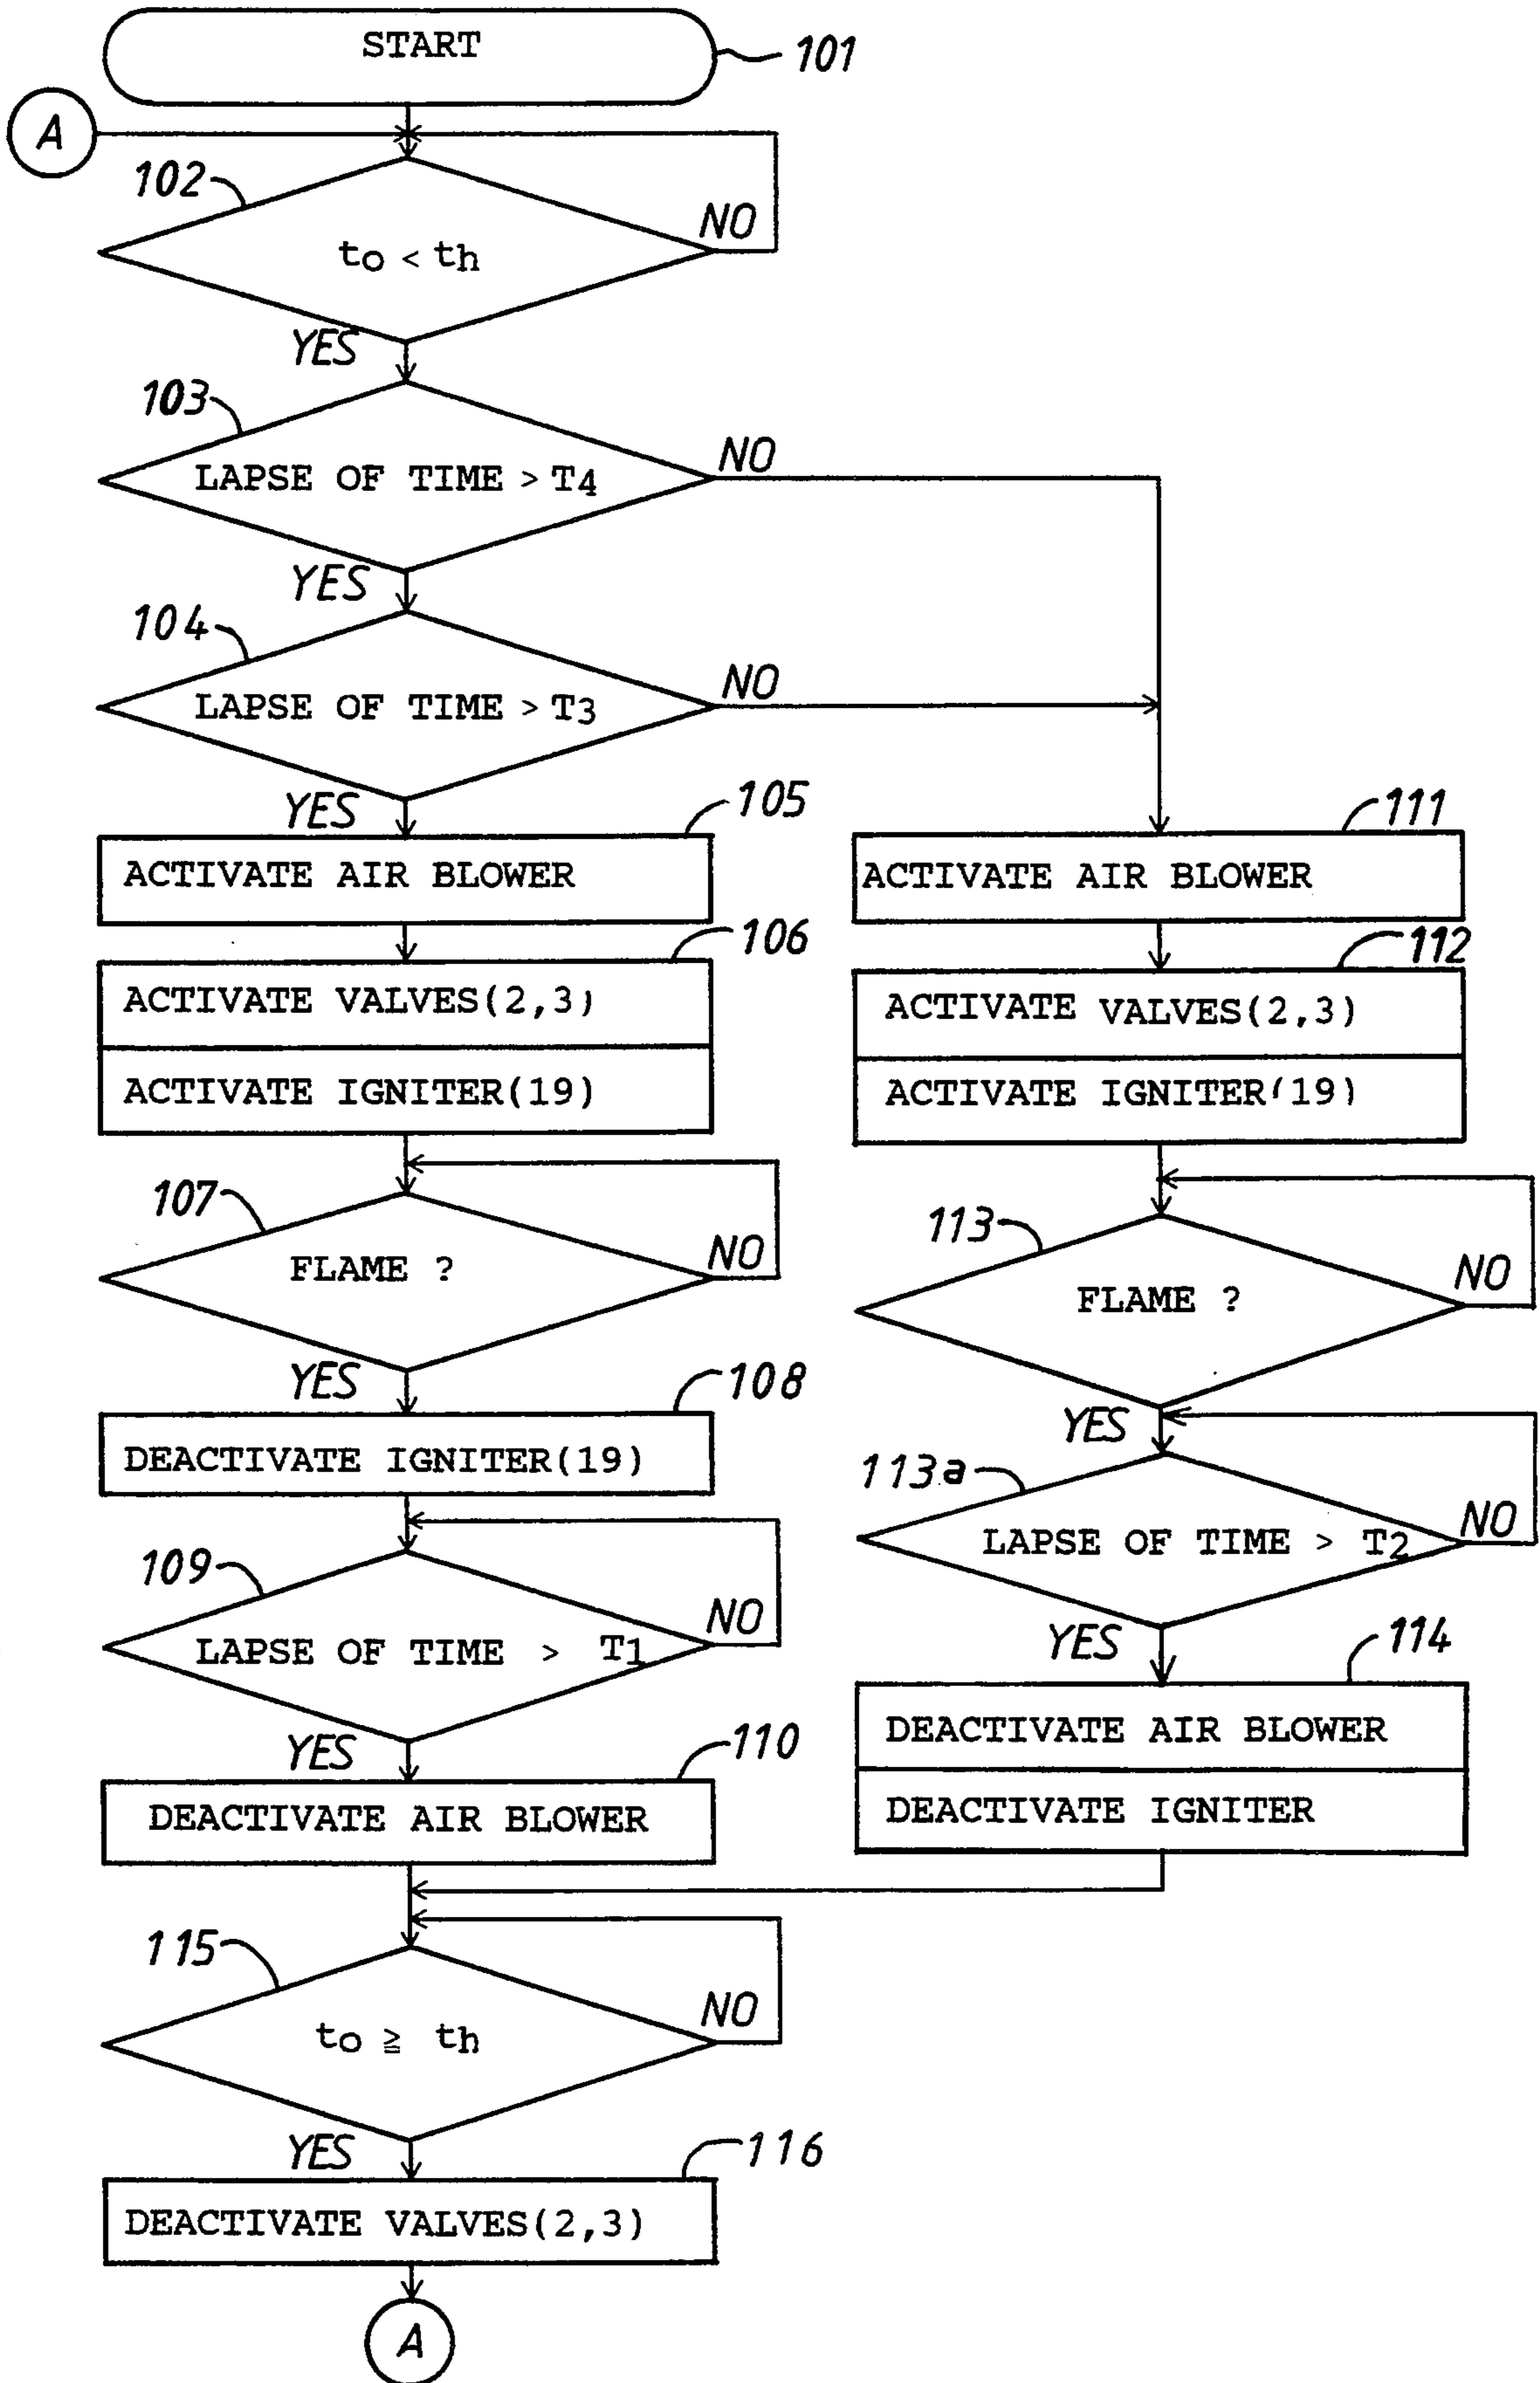 START
101
A
102
NO
to < th
YES
103
NO
LAPSE OF TIME > T4
YES
104
NO
LAPSE OF TIME > T3
YES
105
111
ACTIVATE AIR BLOWER
ACTIVATE AIR BLOWER
106
112
ACTIVATE VALVES(2,3)
ACTIVATE VALVES(2,3)
ACTIVATE IGNITER(19)
ACTIVATE IGNITER(19)
107
113
NO
NO
FLAME ?
FLAME ?
YES
108
YES
113a
DEACTIVATE IGNITER(19)
NO
LAPSE OF TIME > T2
109
NO
LAPSE OF TIME > T1
YES
114
YES
110
DEACTIVATE AIR BLOWER
DEACTIVATE AIR BLOWER
DEACTIVATE IGNITER
115
NO
to ≧ th
YES
116
DEACTIVATE VALVES(2,3)
A